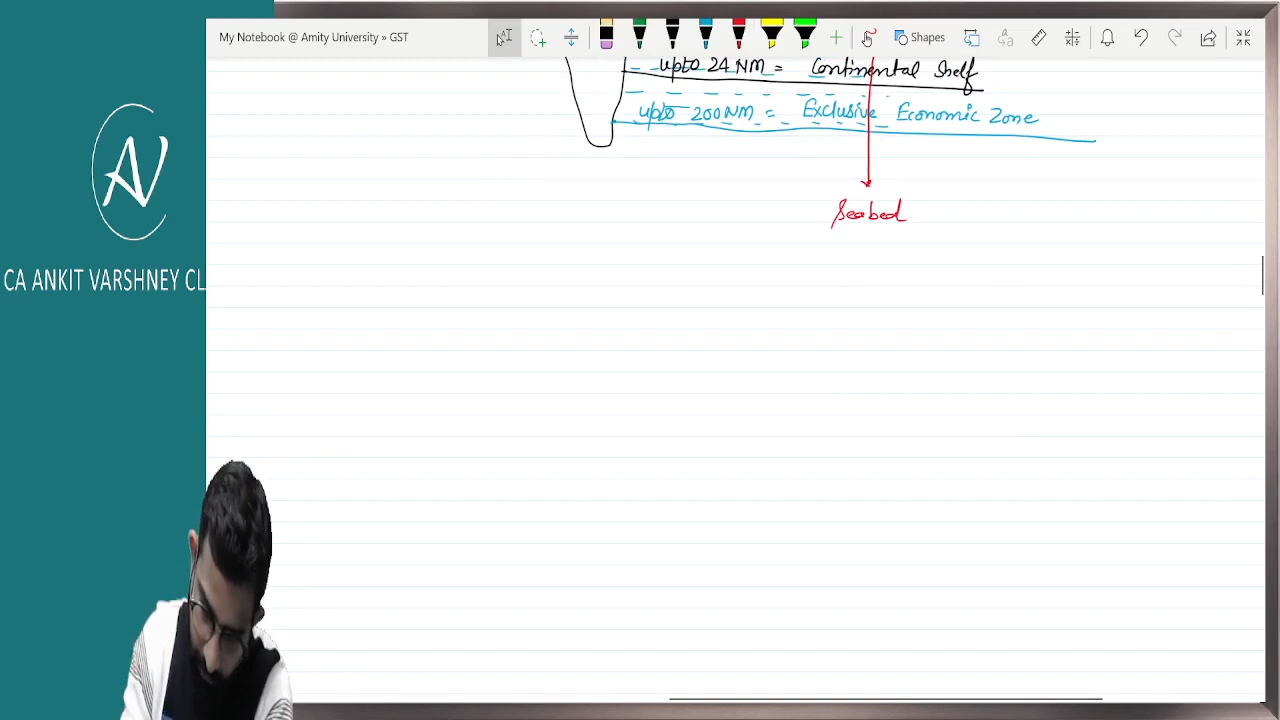 My Notebook @ Amity University » GST
Shapes
upto 24 NM = Continental Shelf
upto 200 NM = Exclusive Economic Zone
Seabed
AV
CA ANKIT VARSHNEY CL